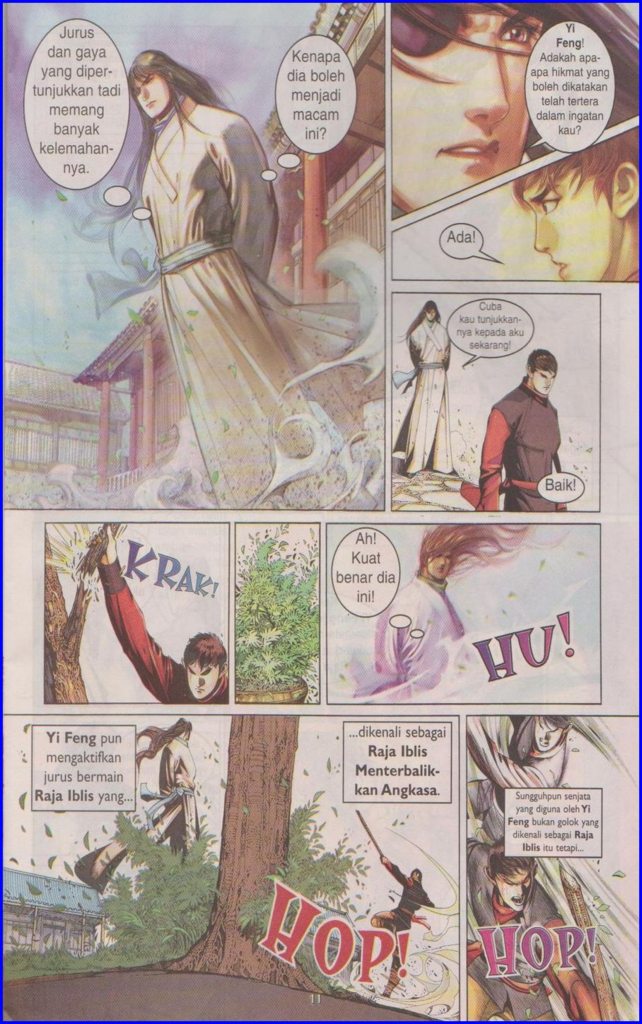 Jurus
dan gaya
yang diper-
tunjukkan tadi
memang
banyak
kelemahan-
nya.
Kenapa
dia boleh
menjadi
macam
ini?
Yi
Feng!
Adakah apa-
apa hikmat yang
boleh dikatakan
telah tertera
dalam ingatan
kau?
Ada!
Cuba
kau tunjukkan-
nya kepada aku
sekarang!
Baik!
KRAK!
Ah!
Kuat
benar dia
ini!
HU!
Yi Feng pun
mengaktifkan
jurus bermain
Raja Iblis yang...
...dikenali sebagai
Raja Iblis
Menterbalik-
kan Angkasa.
HOP!
Sungguhpun senjata
yang diguna oleh Yi
Feng bukan golok yang
dikenali sebagai Raja
Iblis itu tetapi...
HOP!
11